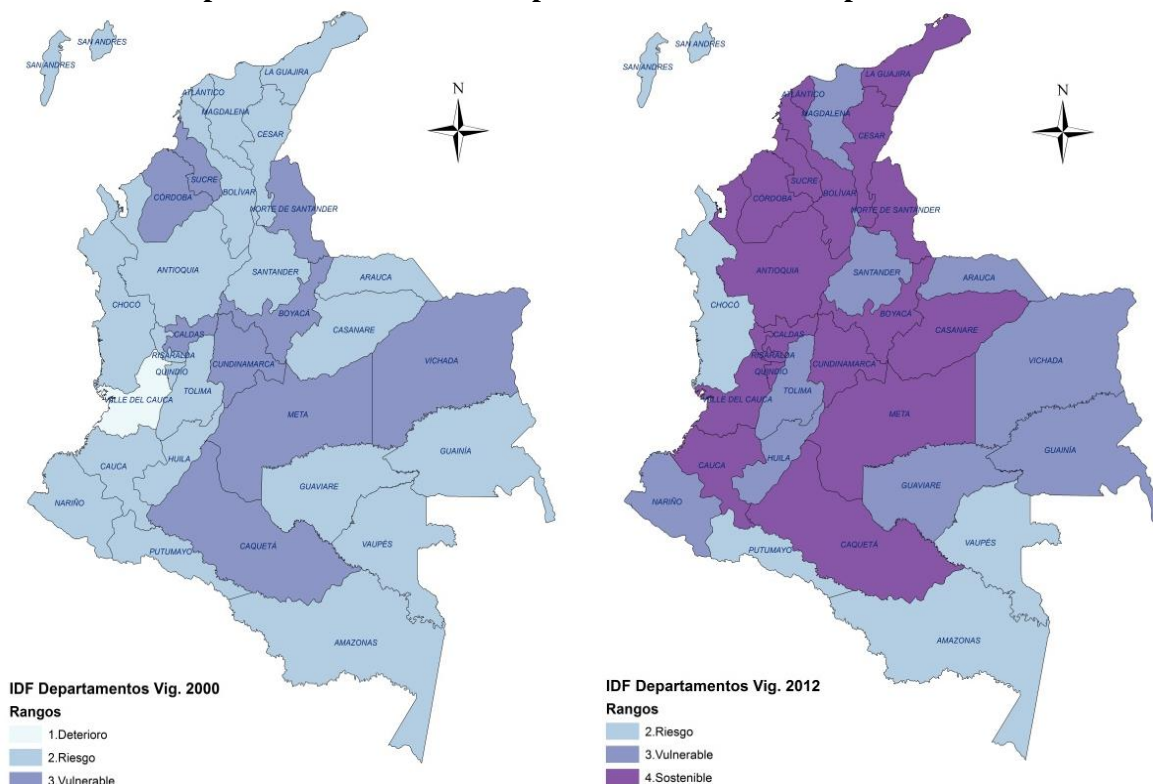 SAN ANDRES
SAN ANDRES
LA GUAJIRA
ATLÁNTICO
MAGDALENA
CESAR
SUCRE
CÓRDOBA
BOLÍVAR
NORTE DE SANTANDER
ANTIOQUIA
SANTANDER
ARAUCA
CHOCÓ
BOYACÁ
CASANARE
CALDAS
RISARALDA
CUNDINAMARCA
VICHADA
QUINDIO
TOLIMA
VALLE DEL CAUCA
META
GUAINÍA
CAUCA
HUILA
GUAVIARE
NARIÑO
VAUPÉS
PUTUMAYO
CAQUETÁ
AMAZONAS
N
IDF Departamentos Vig. 2000
Rangos
1.Deterioro
2.Riesgo
3.Vulnerable
SAN ANDRES
SAN ANDRES
LA GUAJIRA
ATLÁNTICO
MAGDALENA
CESAR
SUCRE
CÓRDOBA
BOLÍVAR
NORTE DE SANTANDER
ANTIOQUIA
SANTANDER
ARAUCA
CHOCÓ
BOYACÁ
CASANARE
CALDAS
RISARALDA
CUNDINAMARCA
VICHADA
QUINDIO
TOLIMA
VALLE DEL CAUCA
META
GUAINÍA
CAUCA
HUILA
GUAVIARE
NARIÑO
VAUPÉS
PUTUMAYO
CAQUETÁ
AMAZONAS
N
IDF Departamentos Vig. 2012
Rangos
2.Riesgo
3.Vulnerable
4.Sostenible